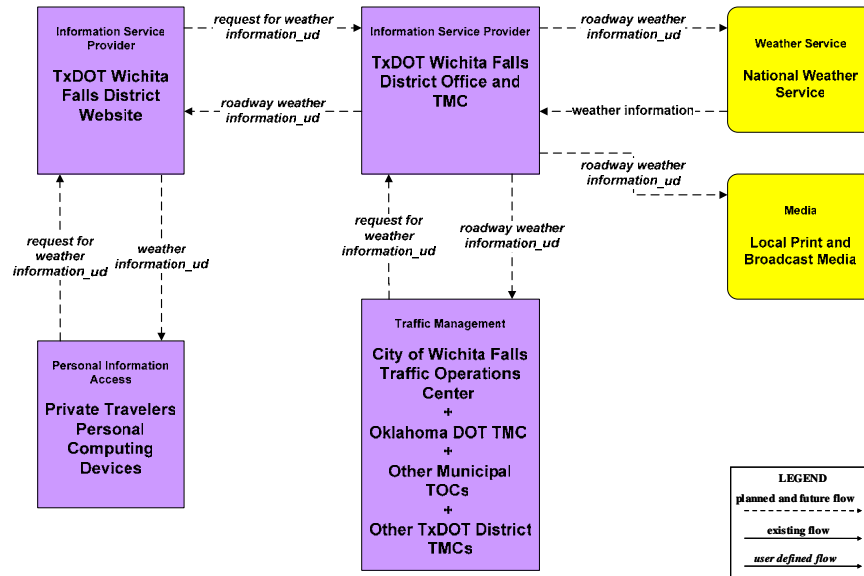 Information Service
Provider
TxDOT Wichita
Falls District
Website
request for weather
information_ud
roadway weather
information_ud
Information Service
Provider
TxDOT Wichita Falls
District Office and
TMC
roadway weather
information_ud
weather information
roadway weather
information_ud
Weather Service
National Weather
Service
Media
Local Print and
Broadcast Media
request for
weather
information_ud
weather
information_ud
request for
weather
information_ud
roadway weather
information_ud
Personal Information
Access
Private Travelers
Personal
Computing
Devices
Traffic Management
City of Wichita Falls
Traffic Operations
Center
+
Oklahoma DOT TMC
+
Other Municipal
TOCs
+
Other TxDOT District
TMCs
LEGEND
planned and future flow
existing flow
user defined flow